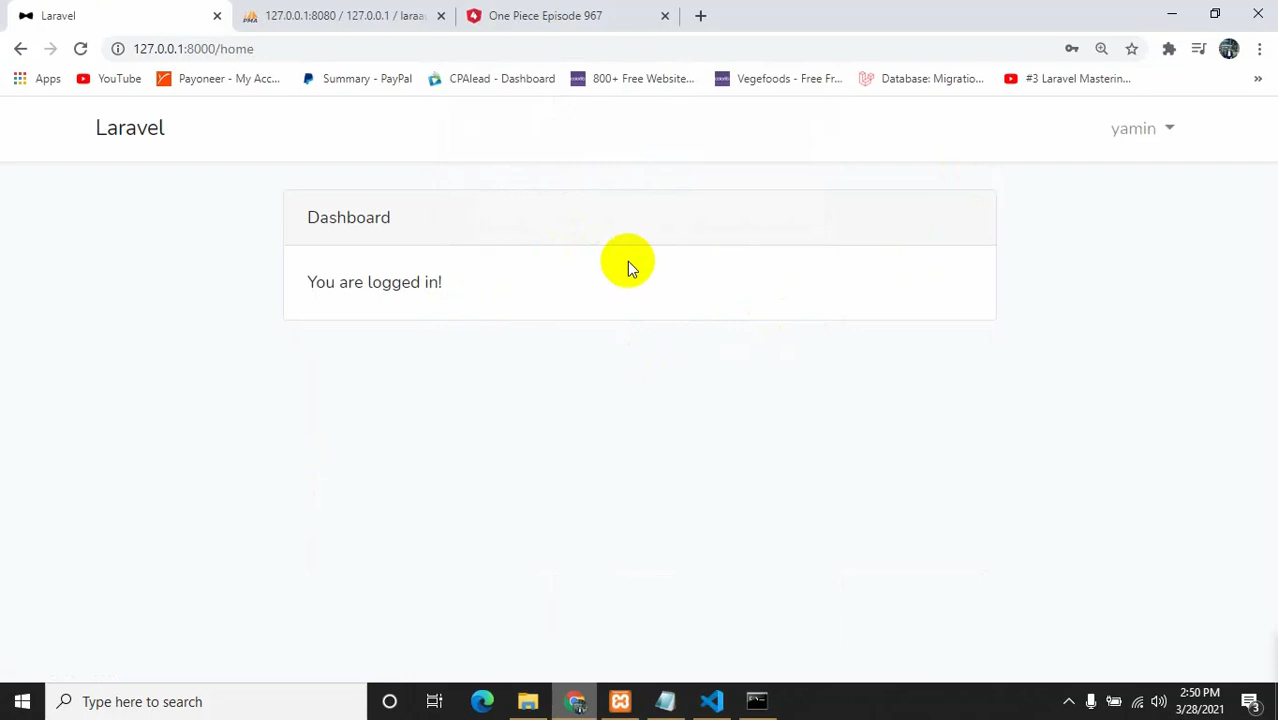 Laravel
127.0.0.1:8080 / 127.0.0.1 / laraa
One Piece Episode 967
127.0.0.1:8000/home
Apps
YouTube
Payoneer - My Acc...
Summary - PayPal
CPAlead - Dashboard
800+ Free Website...
Vegefoods - Free Fr...
Database: Migratio...
#3 Laravel Masterin...
»
Laravel
yamin
Dashboard
You are logged in!
Type here to search
2:50 PM
3/28/2021
3